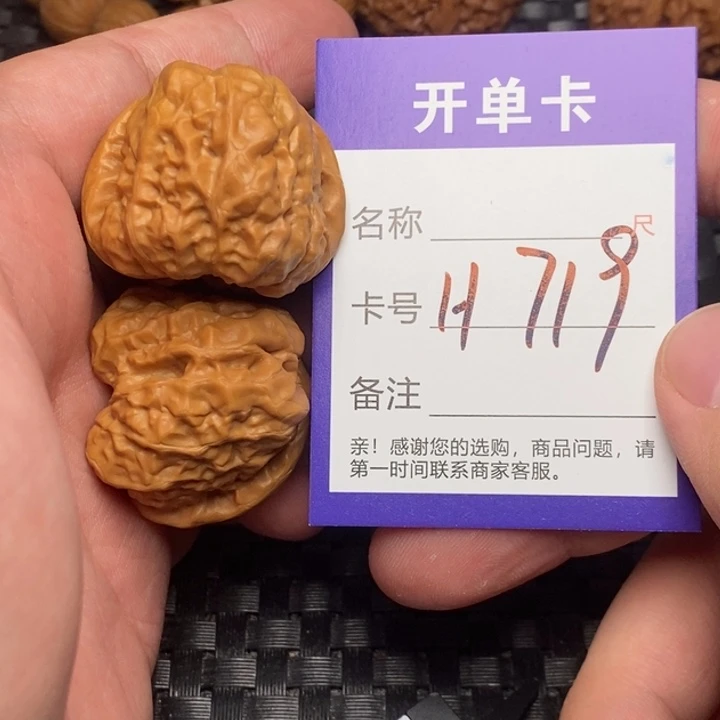 开单卡
名称 尺
卡号 H 719
备注
亲！感谢您的选购，商品问题，请
第一时间联系商家客服。